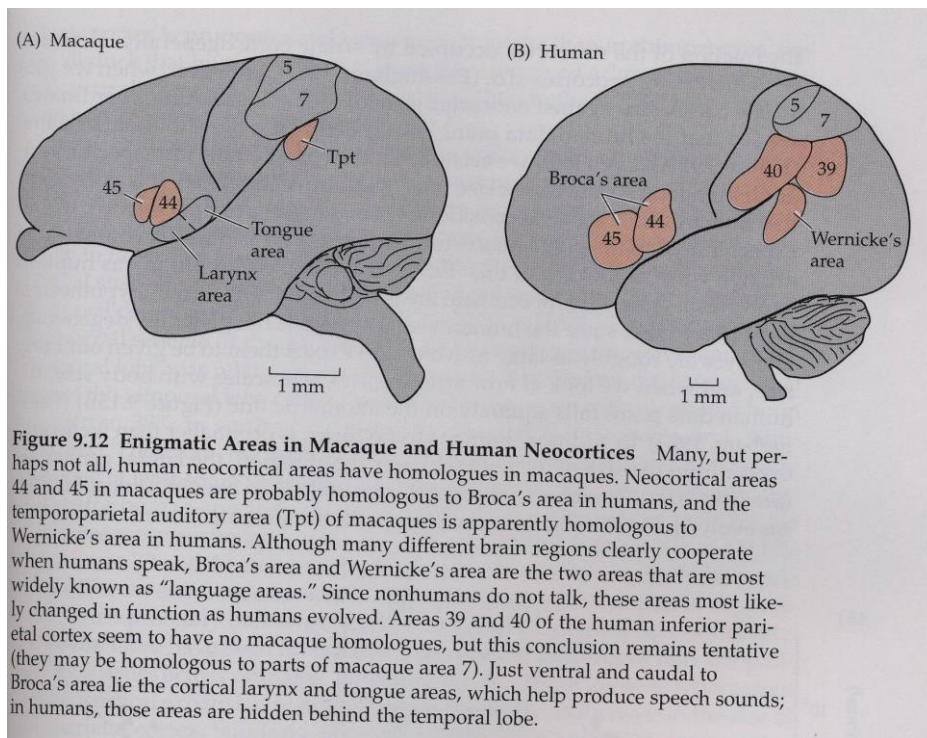 (A) Macaque
5
7
Tpt
45
44
Tongue
area
Larynx
area
1 mm
(B) Human
5
7
40
39
Broca's area
45
44
Wernicke's
area
1 mm
Figure 9.12 Enigmatic Areas in Macaque and Human Neocortices Many, but per-
haps not all, human neocortical areas have homologues in macaques. Neocortical areas
44 and 45 in macaques are probably homologous to Broca's area in humans, and the
temporoparietal auditory area (Tpt) of macaques is apparently homologous to
Wernicke's area in humans. Although many different brain regions clearly cooperate
when humans speak, Broca's area and Wernicke's area are the two areas that are most
widely known as "language areas." Since nonhumans do not talk, these areas most like-
ly changed in function as humans evolved. Areas 39 and 40 of the human inferior pari-
etal cortex seem to have no macaque homologues, but this conclusion remains tentative
(they may be homologous to parts of macaque area 7). Just ventral and caudal to
Broca's area lie the cortical larynx and tongue areas, which help produce speech sounds;
in humans, those areas are hidden behind the temporal lobe.